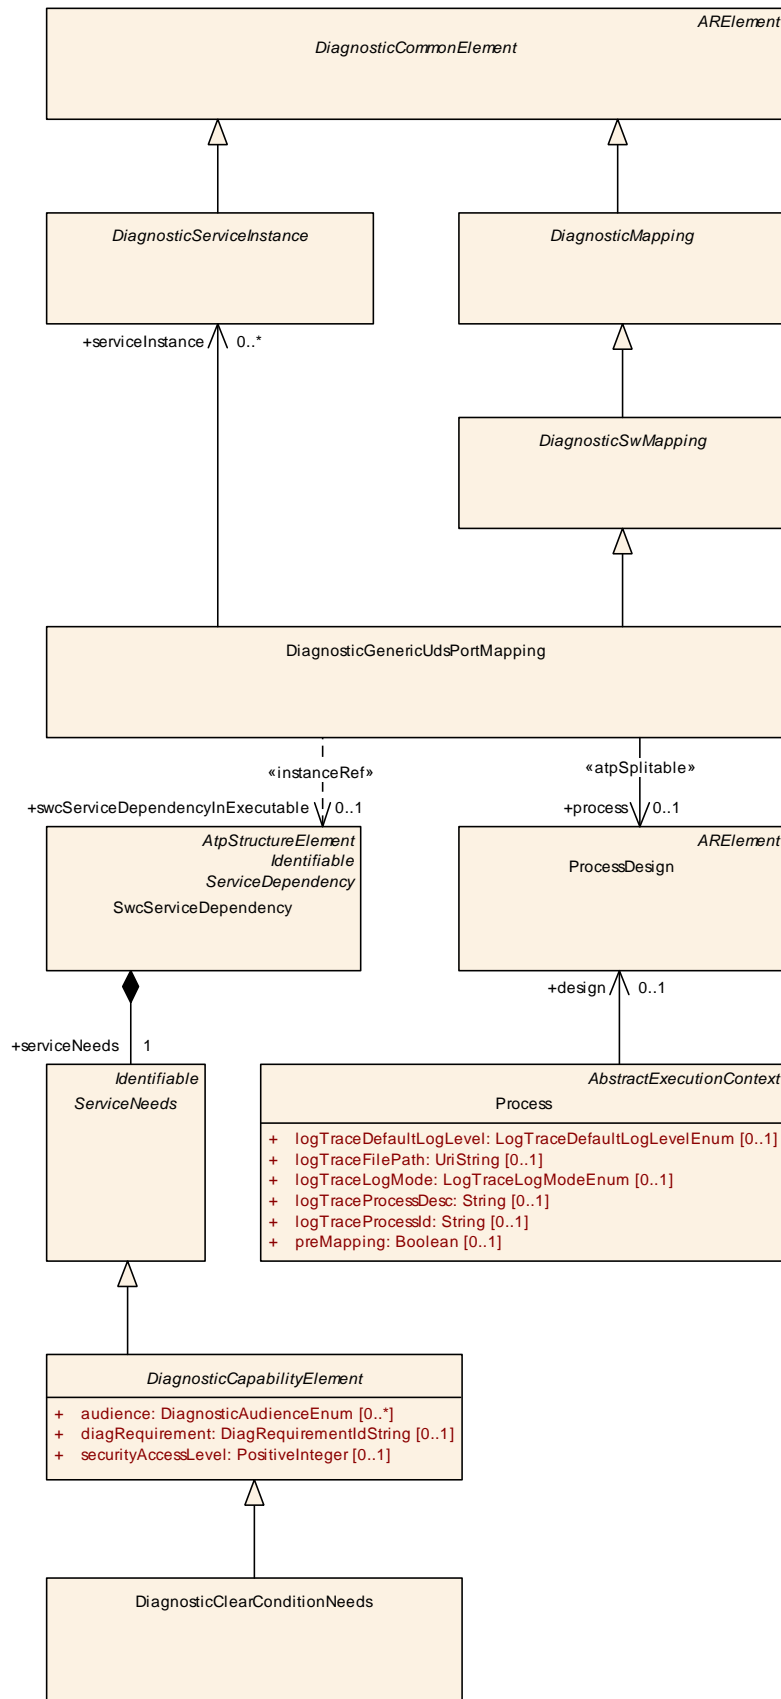 ARElement
DiagnosticCommonElement
DiagnosticServiceInstance
DiagnosticMapping
+serviceInstance 0..*
DiagnosticSwMapping
DiagnosticGenericUdsPortMapping
«instanceRef»
«atpSplitable»
+swcServiceDependencyInExecutable 0..1
+process 0..1
AtpStructureElement
Identifiable
ServiceDependency
SwcServiceDependency
ARElement
ProcessDesign
+design 0..1
+serviceNeeds 1
Identifiable
ServiceNeeds
AbstractExecutionContext
Process
+ logTraceDefaultLogLevel: LogTraceDefaultLogLevelEnum [0..1]
+ logTraceFilePath: UriString [0..1]
+ logTraceLogMode: LogTraceLogModeEnum [0..1]
+ logTraceProcessDesc: String [0..1]
+ logTraceProcessId: String [0..1]
+ preMapping: Boolean [0..1]
DiagnosticCapabilityElement
+ audience: DiagnosticAudienceEnum [0..*]
+ diagRequirement: DiagRequirementIdString [0..1]
+ securityAccessLevel: PositiveInteger [0..1]
DiagnosticClearConditionNeeds